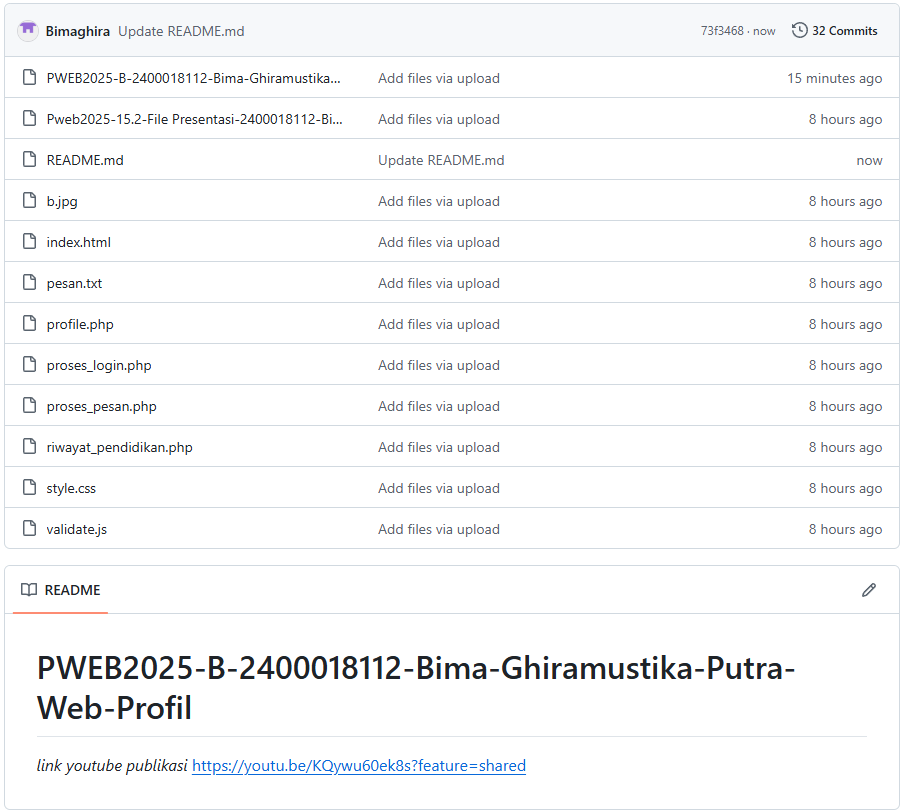 Bimaghira Update README.md 73f3468 · now 32 Commits
PWEB2025-B-2400018112-Bima-Ghiramustika... Add files via upload 15 minutes ago
Pweb2025-15.2-File Presentasi-2400018112-Bi... Add files via upload 8 hours ago
README.md Update README.md now
b.jpg Add files via upload 8 hours ago
index.html Add files via upload 8 hours ago
pesan.txt Add files via upload 8 hours ago
profile.php Add files via upload 8 hours ago
proses_login.php Add files via upload 8 hours ago
proses_pesan.php Add files via upload 8 hours ago
riwayat_pendidikan.php Add files via upload 8 hours ago
style.css Add files via upload 8 hours ago
validate.js Add files via upload 8 hours ago
README
PWEB2025-B-2400018112-Bima-Ghiramustika-Putra-
Web-Profil
link youtube publikasi https://youtu.be/KQywu60ek8s?feature=shared